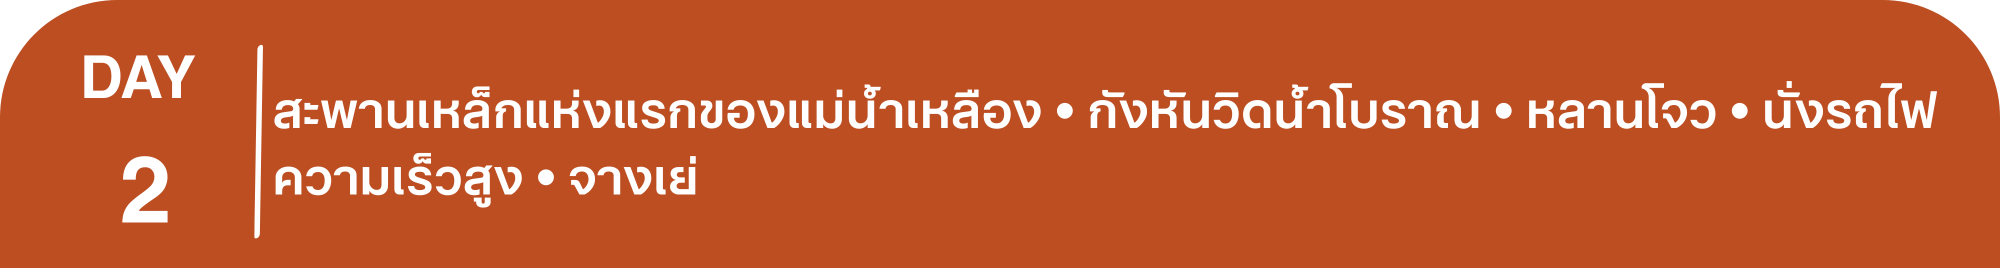 DAY
2
สะพานเหล็กแห่งแรกของแม่น้ำเหลือง • กังหันวิดน้ำโบราณ • หลานโจว • นั่งรถไฟ
ความเร็วสูง • จางเย่